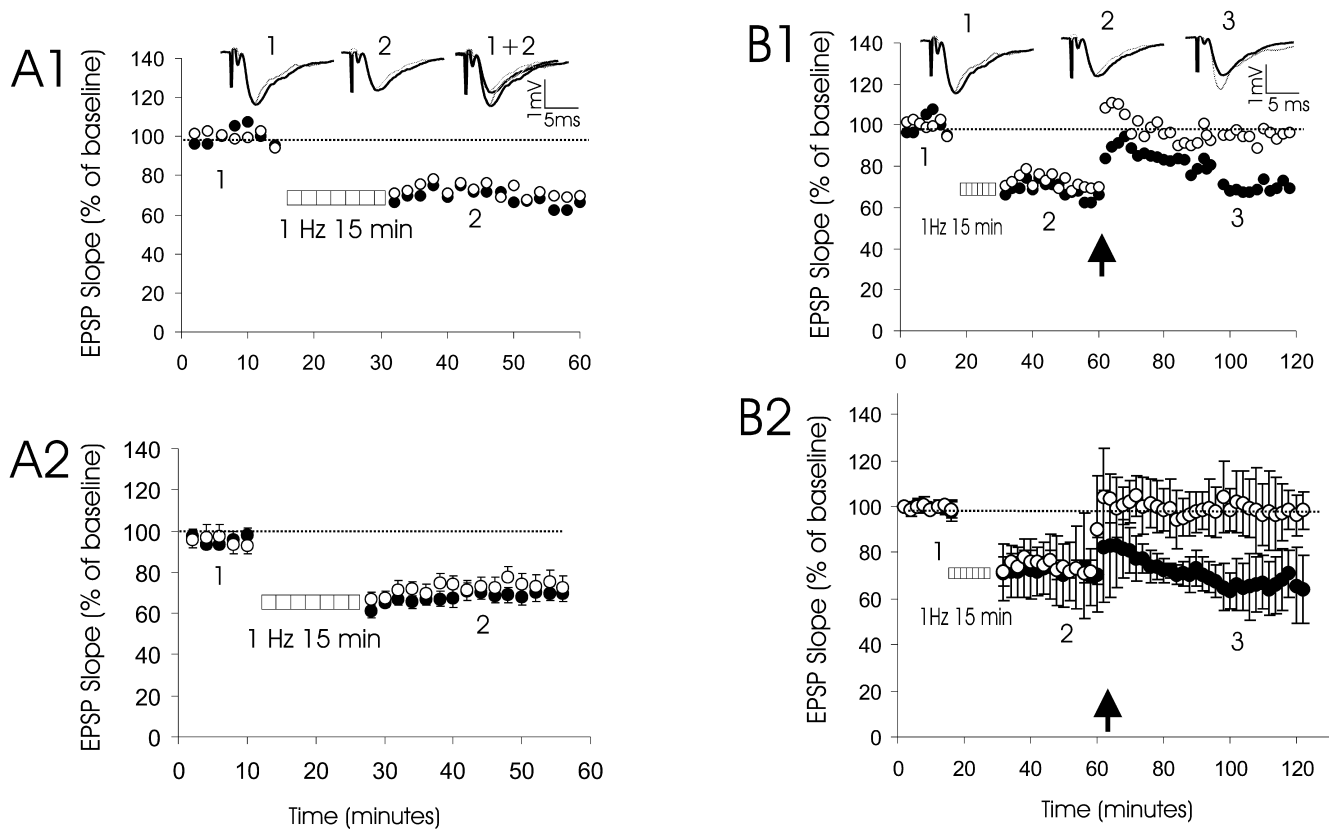 A1
EPSP Slope (% of baseline)
140
120
100
80
60
40
20
0
0 10 20 30 40 50 60
1 2 1+2
1mV
5ms
1
1 Hz 15 min
2
B1
EPSP Slope (% of baseline)
140
120
100
80
60
40
20
0
0 20 40 60 80 100 120
1 2 3
1mV
5 ms
1
1Hz 15 min
2
3
A2
EPSP Slope (% of baseline)
140
120
100
80
60
40
20
0
0 10 20 30 40 50 60
1
1 Hz 15 min
2
Time (minutes)
B2
EPSP Slope (% of baseline)
140
120
100
80
60
40
20
0
0 20 40 60 80 100 120
1
1Hz 15 min
2
3
Time (minutes)